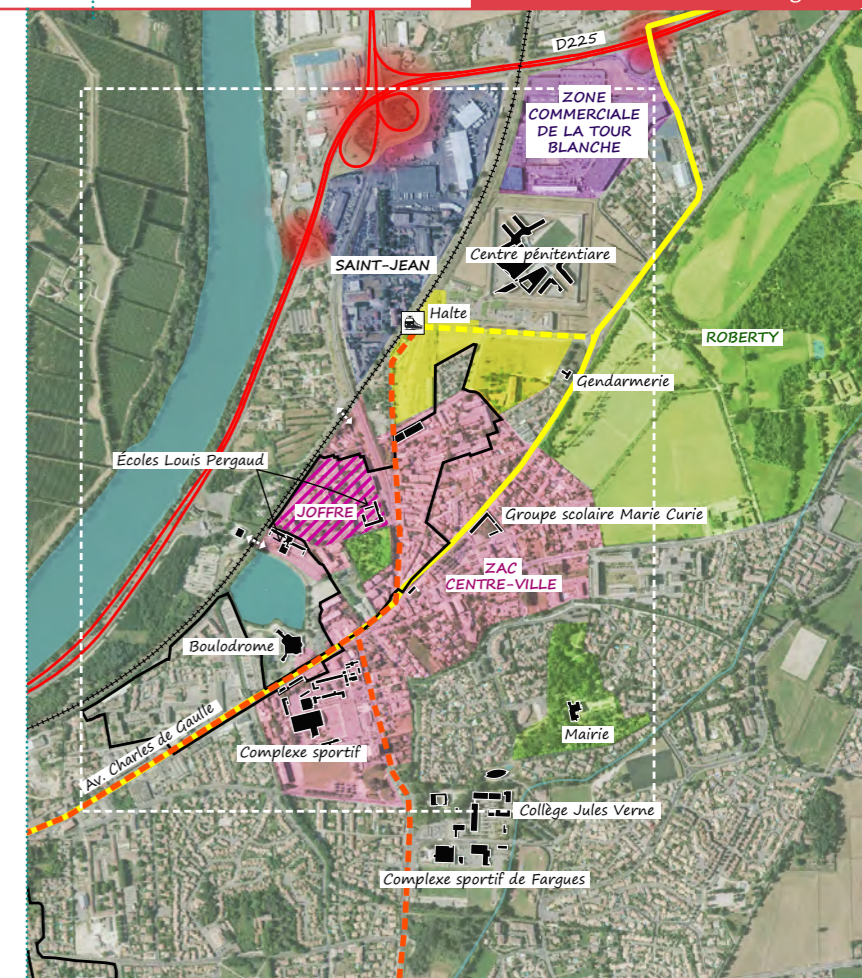 D225
ZONE
COMMERCIALE
DE LA TOUR
BLANCHE
Centre pénitentiaire
SAINT-JEAN
Halte
ROBERTY
Gendarmerie
Écoles Louis Pergaud
JOFFRE
Groupe scolaire Marie Curie
ZAC
CENTRE-VILLE
Boulodrome
Mairie
Av. Charles de Gaulle
Complexe sportif
Collège Jules Verne
Complexe sportif de Fargues